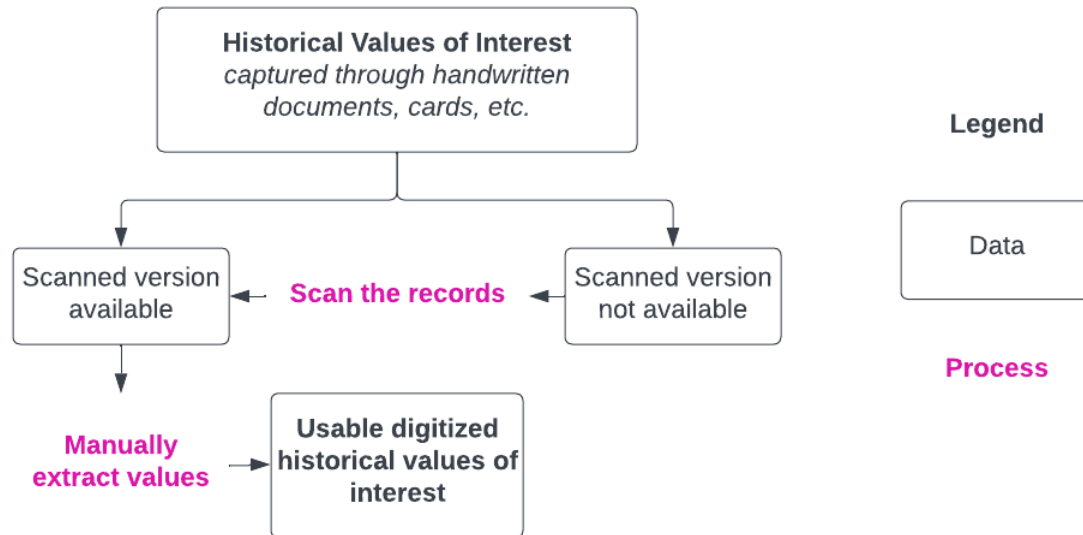 Historical Values of Interest
captured through handwritten
documents, cards, etc.
Legend
Data
Scanned version
available
Scan the records
Scanned version
not available
Process
Manually
extract values
Usable digitized
historical values of
interest